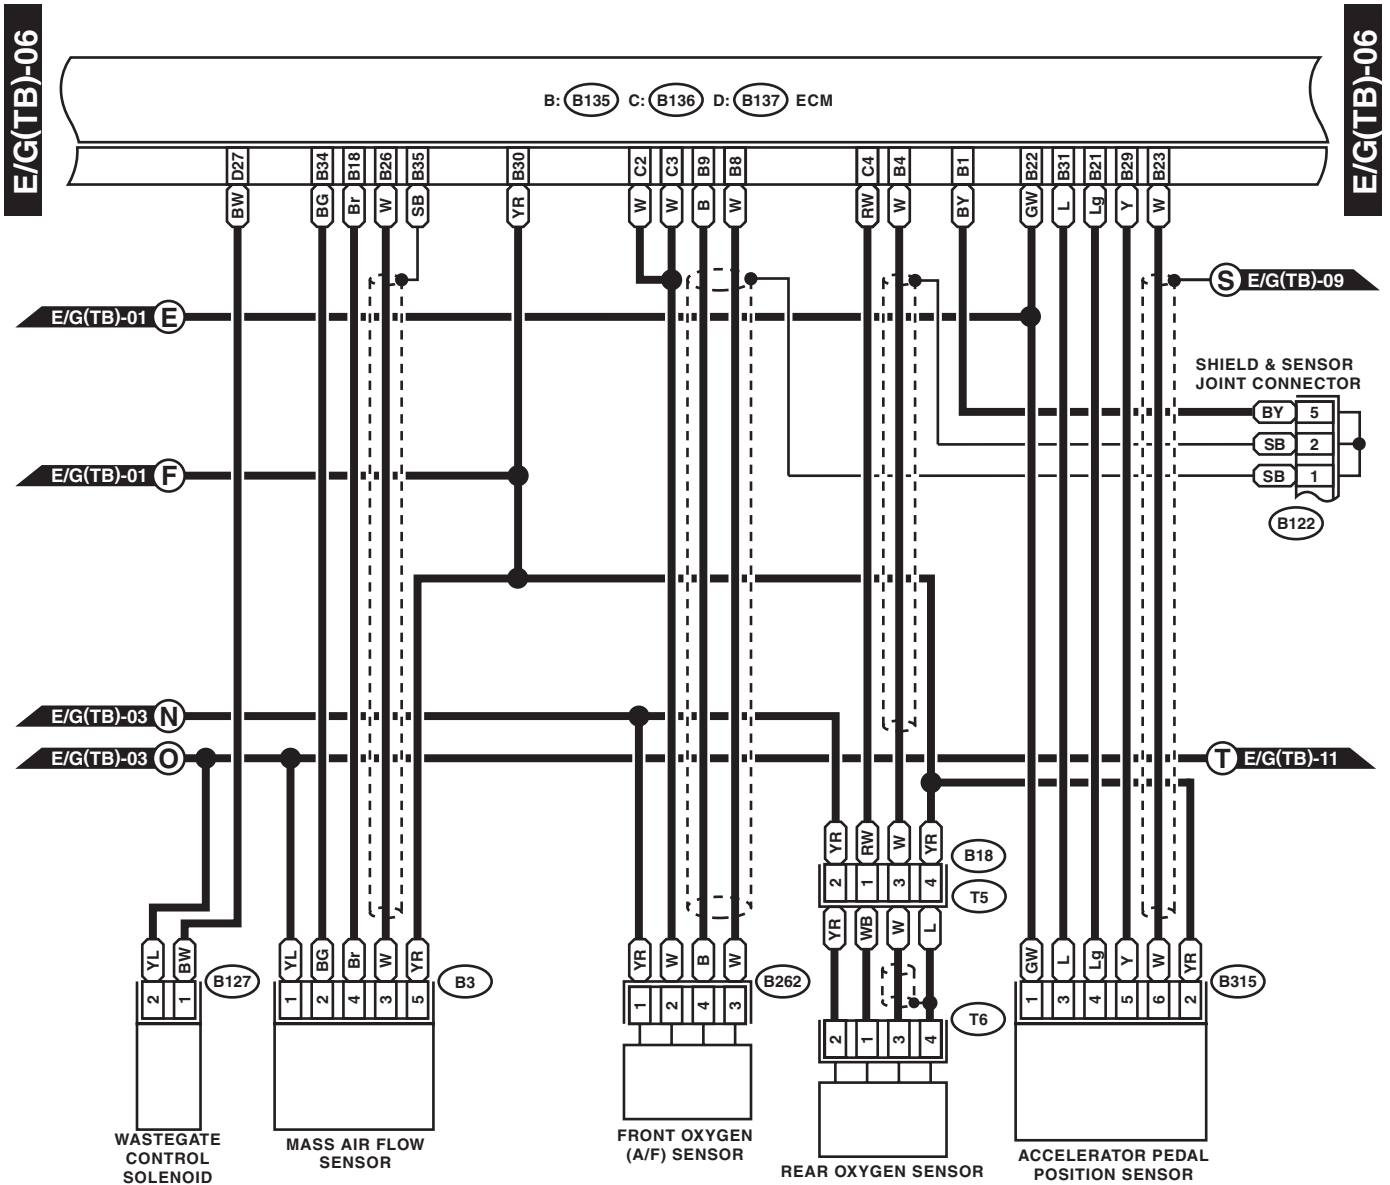 E/G(TB)-06
E/G(TB)-06
B: B135 C: B136 D: B137 ECM
D27 B34 B18 B26 B35 B30 C2 C3 B9 B8 C4 B4 B1 B22 B31 B21 B29 B23
BW BG Br W SB YR W W B W RW W BY GW L Lg Y W
S E/G(TB)-09
E/G(TB)-01 E
SHIELD & SENSOR
JOINT CONNECTOR
BY 5
SB 2
E/G(TB)-01 F
SB 1
B122
E/G(TB)-03 N
E/G(TB)-03 O
T E/G(TB)-11
YR RW W YR
B18
2 1 3 4
T5
YR WB W L
YL BW
YL BG Br W YR
YR W B W
GW L Lg Y W YR
2 1
B127
1 2 4 3 5
B3
1 2 4 3
B262
1 3 4 5 6 2
B315
T6
2 1 3 4
WASTEGATE
CONTROL
SOLENOID
MASS AIR FLOW
SENSOR
FRONT OXYGEN
(A/F) SENSOR
REAR OXYGEN SENSOR
ACCELERATOR PEDAL
POSITION SENSOR